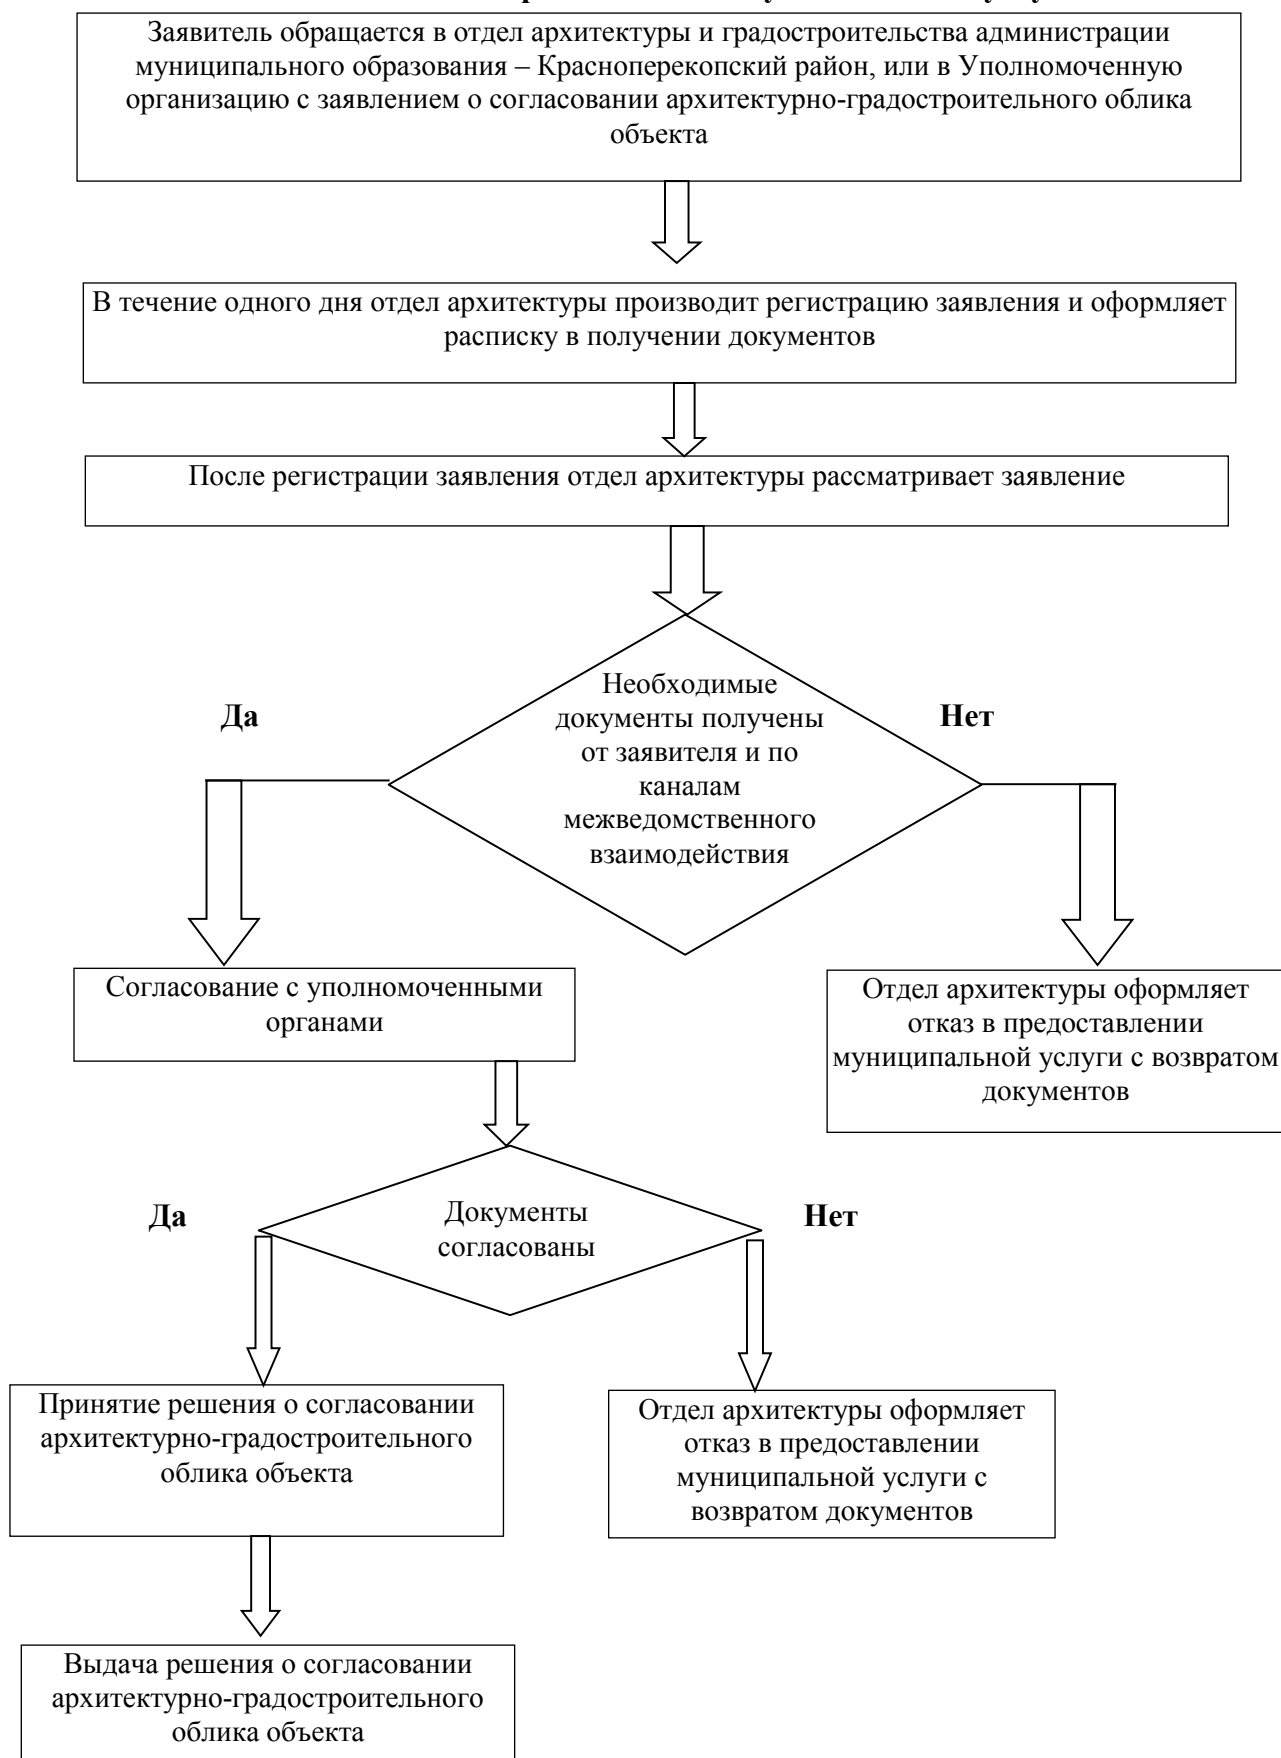 Заявитель обращается в отдел архитектуры и градостроительства администрации
муниципального образования – Красноперекопский район, или в Уполномоченную
организацию с заявлением о согласовании архитектурно-градостроительного облика
объекта
В течение одного дня отдел архитектуры производит регистрацию заявления и оформляет
расписку в получении документов
После регистрации заявления отдел архитектуры рассматривает заявление
Необходимые
документы получены
от заявителя и по
каналам
межведомственного
взаимодействия
Да
Нет
Согласование с уполномоченными
органами
Отдел архитектуры оформляет
отказ в предоставлении
муниципальной услуги с возвратом
документов
Документы
согласованы
Да
Нет
Принятие решения о согласовании
архитектурно-градостроительного
облика объекта
Отдел архитектуры оформляет
отказ в предоставлении
муниципальной услуги с
возвратом документов
Выдача решения о согласовании
архитектурно-градостроительного
облика объекта